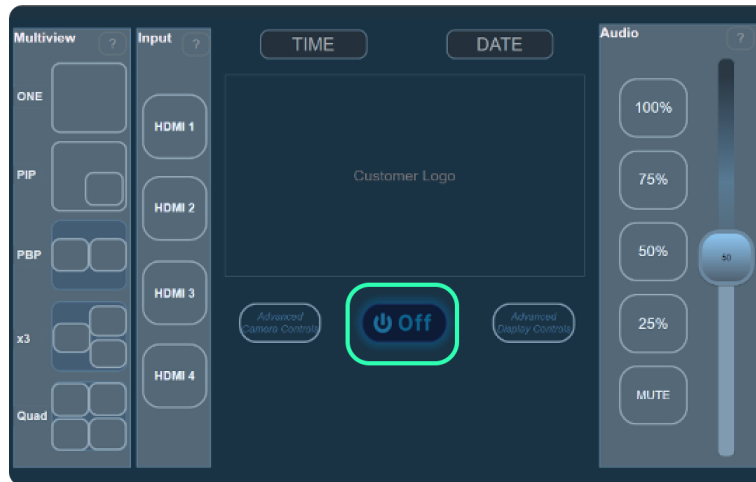 Multiview
?
ONE
PIP
PBP
x3
Quad
Input
?
HDMI 1
HDMI 2
HDMI 3
HDMI 4
TIME
DATE
Customer Logo
Advanced
Camera Controls
Off
Advanced
Display Controls
Audio
?
100%
75%
50%
25%
MUTE
50